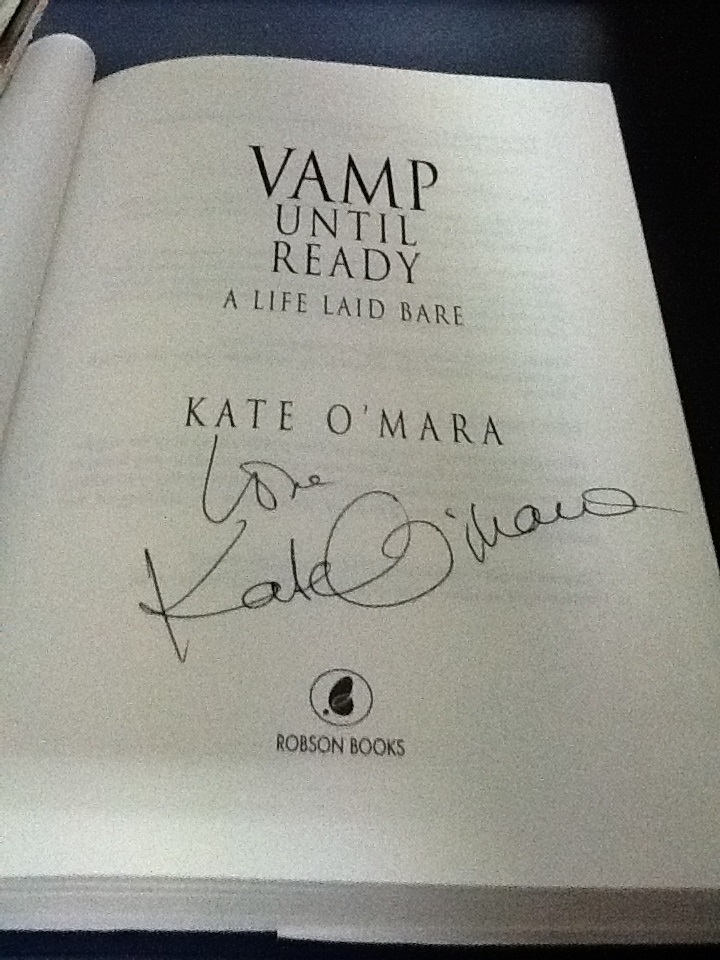 VAMP
UNTIL
READY
A LIFE LAID BARE
KATE O'MARA
Love
Kate O'Mara
ROBSON BOOKS